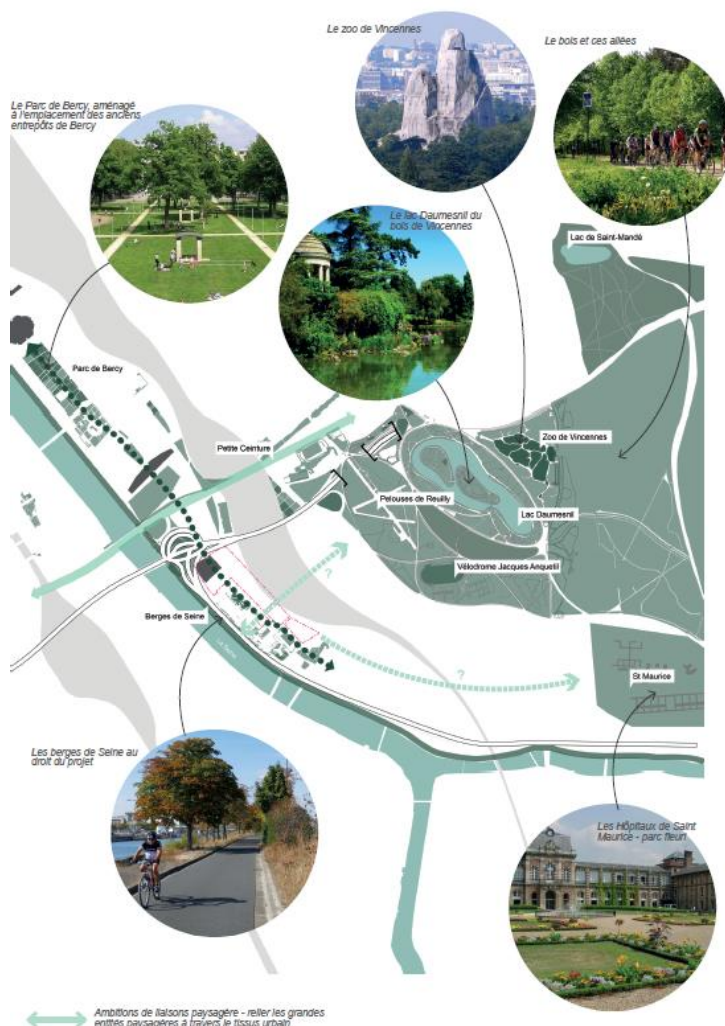 Le zoo de Vincennes
Le bois et ces allées
Le Parc de Bercy, aménagé
à l'emplacement des anciens
entrepôts de Bercy
Le lac Daumesnil du
bois de Vincennes
Lac de Saint-Mandé
Parc de Bercy
Petite Ceinture
Zoo de Vincennes
Pelouses de Reuilly
Lac Daumesnil
?
Vélodrome Jacques Anquetil
Berges de Seine
La Seine
?
St Maurice
Les berges de Seine au
droit du projet
Les Hôpitaux de Saint
Maurice - parc fleuri
Ambitions de liaisons paysagère - relier les grandes
entités paysagères à travers le tissus urbain